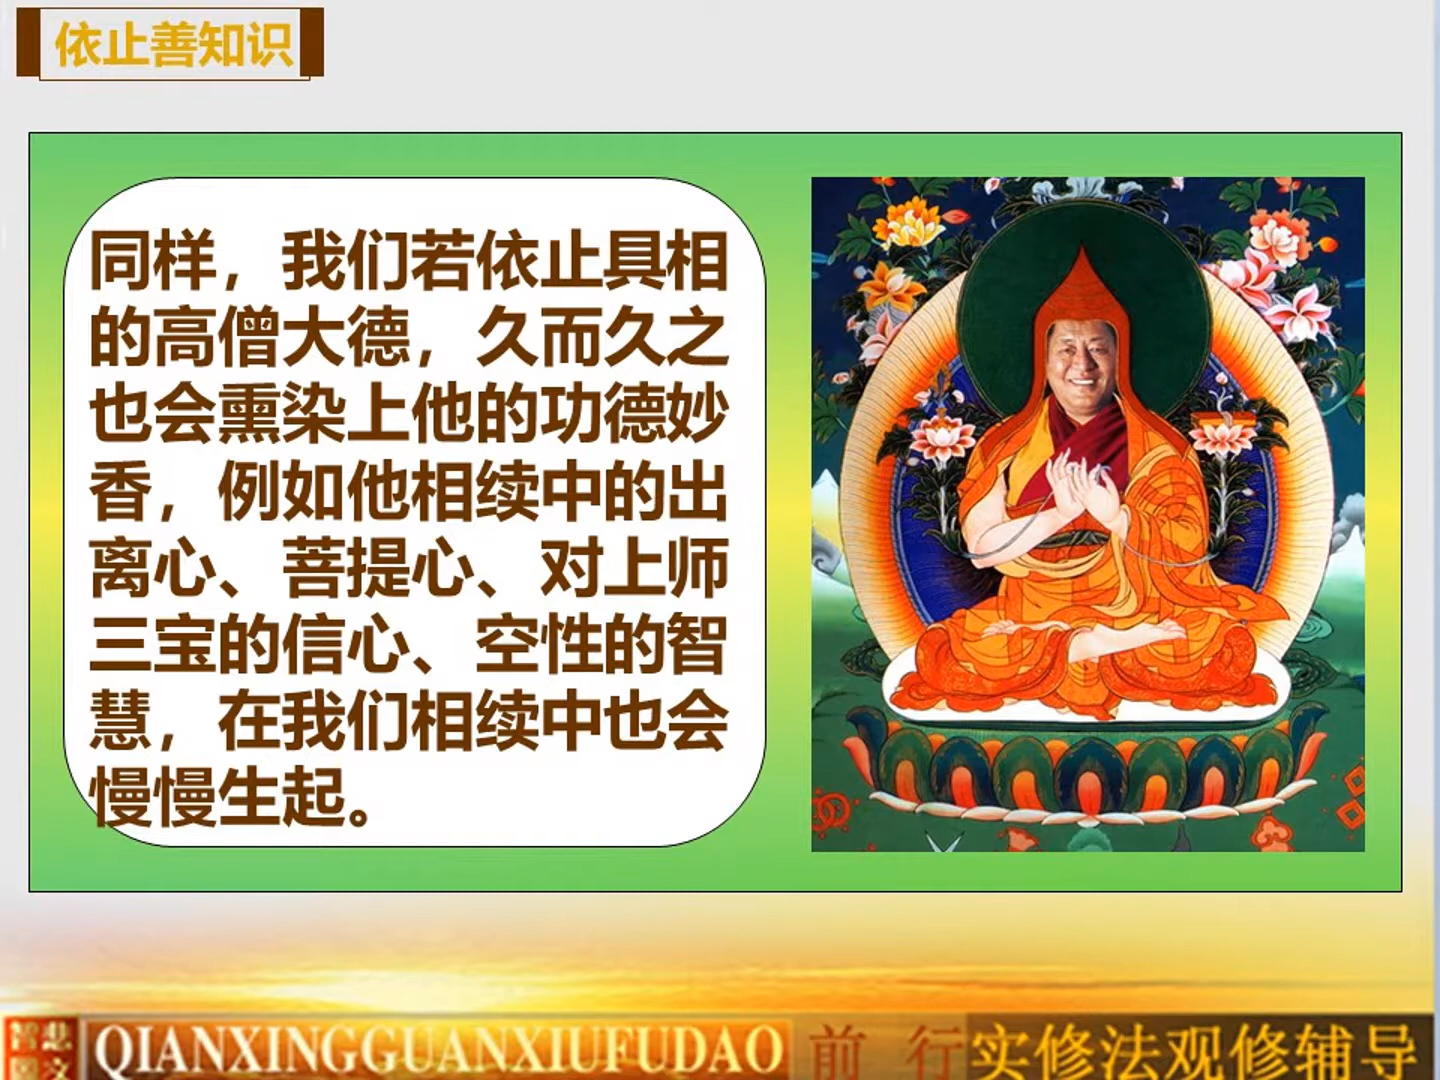 依止善知识
同样，我们若依止具相
的高僧大德，久而久之
也会熏染上他的功德妙
香，例如他相续中的出
离心、菩提心、对上师
三宝的信心、空性的智
慧，在我们相续中也会
慢慢生起。
智悲
QIANXINGGUANXIUFUDAO 前 行 实修法观修辅导